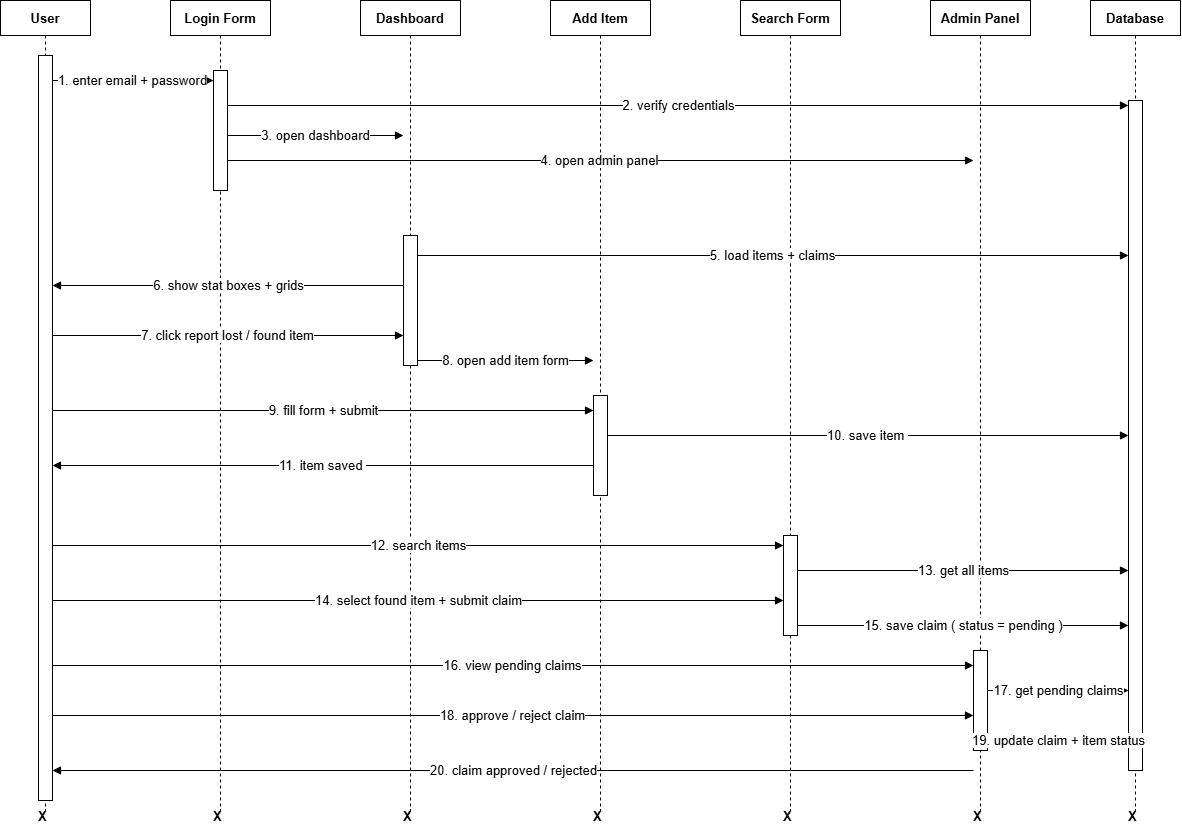 User
Login Form
Dashboard
Add Item
Search Form
Admin Panel
Database
1. enter email + password
2. verify credentials
3. open dashboard
4. open admin panel
5. load items + claims
6. show stat boxes + grids
7. click report lost / found item
8. open add item form
9. fill form + submit
10. save item
11. item saved
12. search items
13. get all items
14. select found item + submit claim
15. save claim ( status = pending )
16. view pending claims
17. get pending claims
18. approve / reject claim
19. update claim + item status
20. claim approved / rejected
X X X X X X X